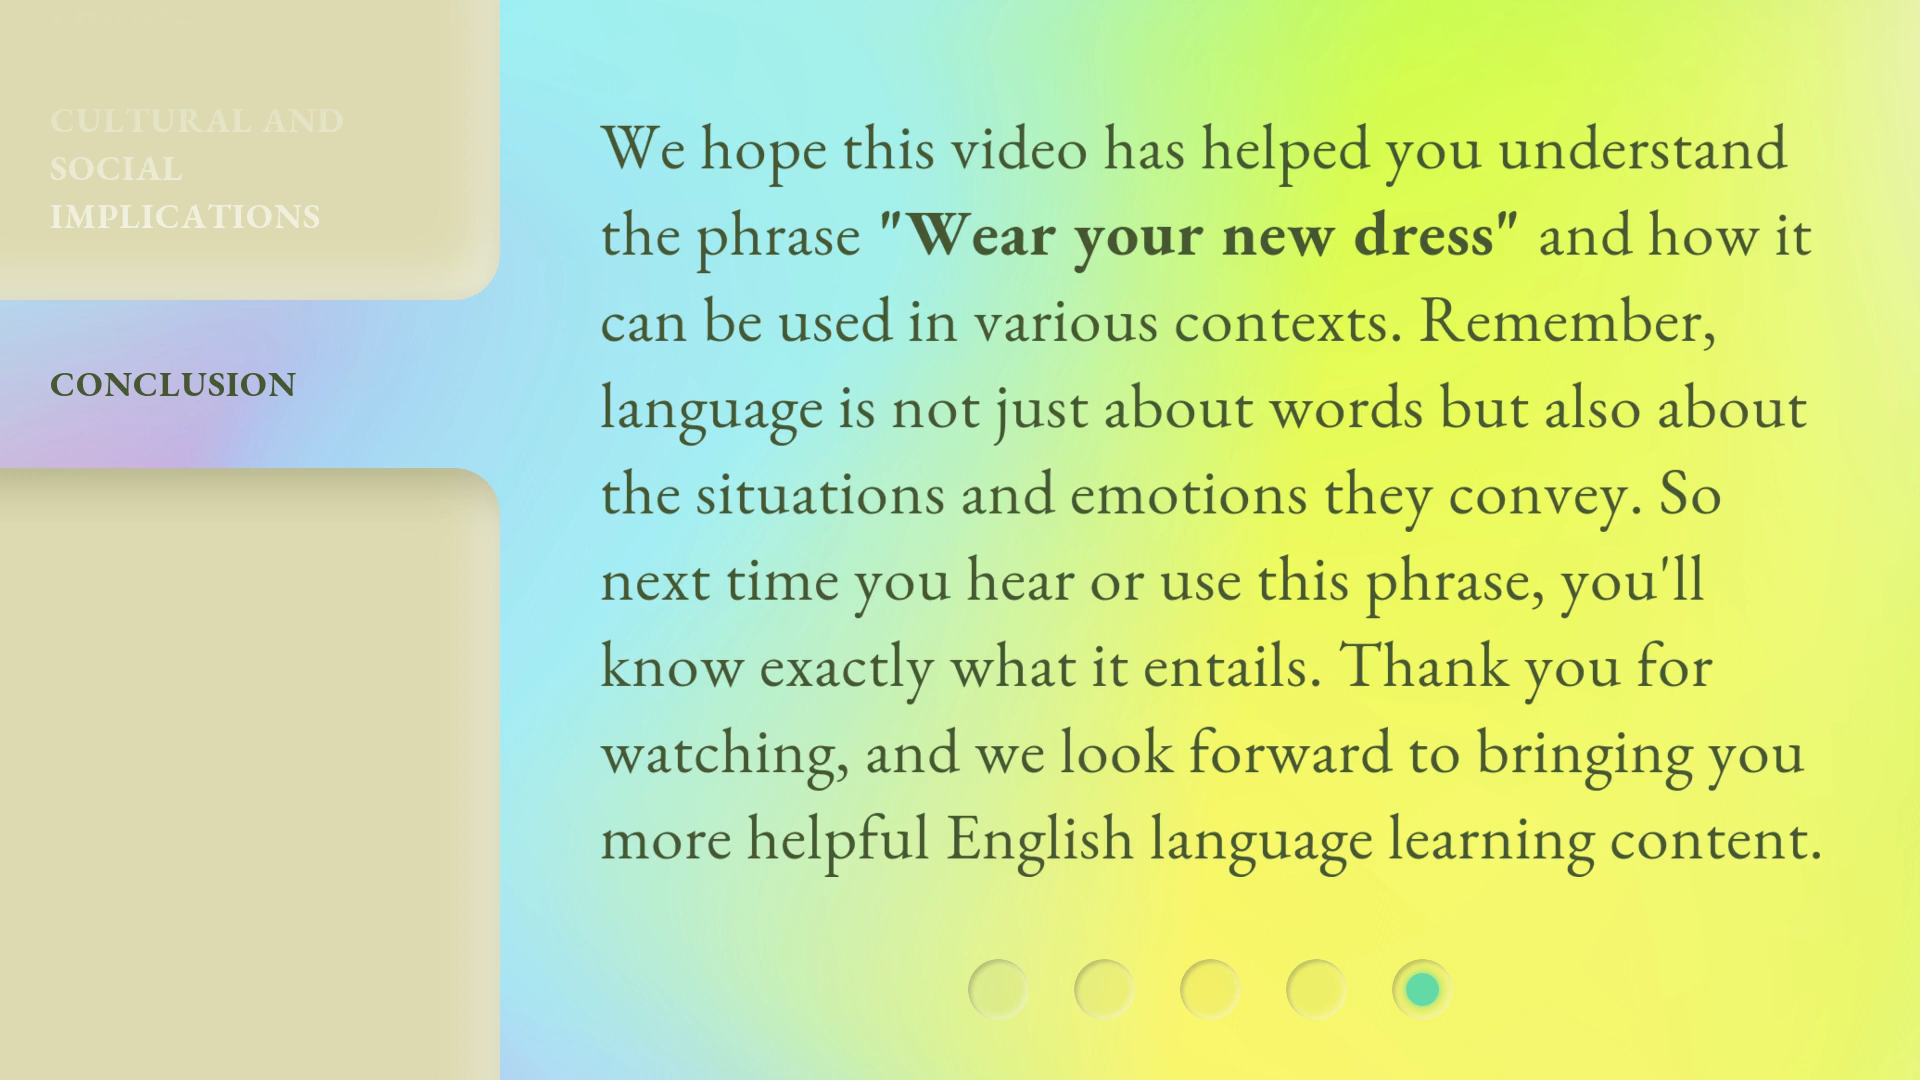 CULTURAL AND
SOCIAL
IMPLICATIONS
CONCLUSION
We hope this video has helped you understand
the phrase "Wear your new dress" and how it
can be used in various contexts. Remember,
language is not just about words but also about
the situations and emotions they convey. So
next time you hear or use this phrase, you'll
know exactly what it entails. Thank you for
watching, and we look forward to bringing you
more helpful English language learning content.